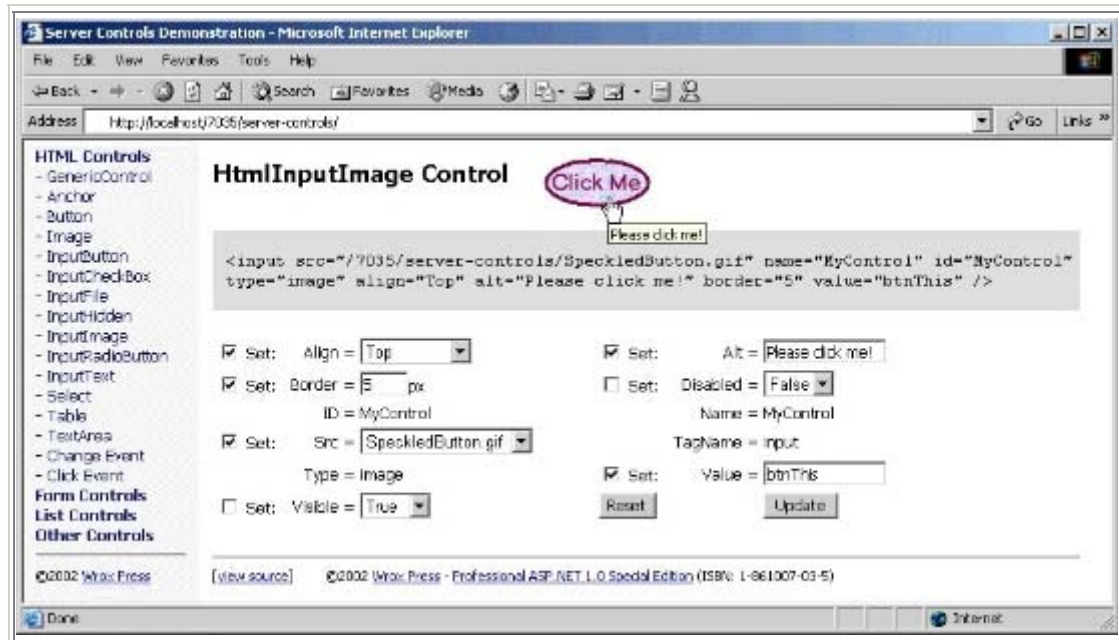 Server Controls Demonstration - Microsoft Internet Explorer
File Edit View Favorites Tools Help
Back Search Favorites Media
Address http://localhost/7035/server-controls/ Go Links »
HTML Controls
- GenericControl
- Anchor
- Button
- Image
- InputButton
- InputCheckBox
- InputFile
- InputHidden
- InputImage
- InputRadioButton
- InputText
- Select
- Table
- TextArea
- Change Event
- Click Event
Form Controls
List Controls
Other Controls
©2002 Wrox Press
HtmlInputImage Control
Click Me
Please click me!
<input src="/7035/server-controls/SpeckledButton.gif" name="MyControl" id="MyControl"
type="image" align="Top" alt="Please click me!" border="5" value="btnThis" />
Set: Align = Top Set: Alt = Please click me!
Set: Border = 5 px Set: Disabled = False
ID = MyControl Name = MyControl
Set: Src = SpeckledButton.gif TagName = input
Type = image Set: Value = btnThis
Set: Visible = True Reset Update
[view source] ©2002 Wrox Press - Professional ASP.NET 1.0 Special Edition (ISBN: 1-861007-03-5)
Done Internet